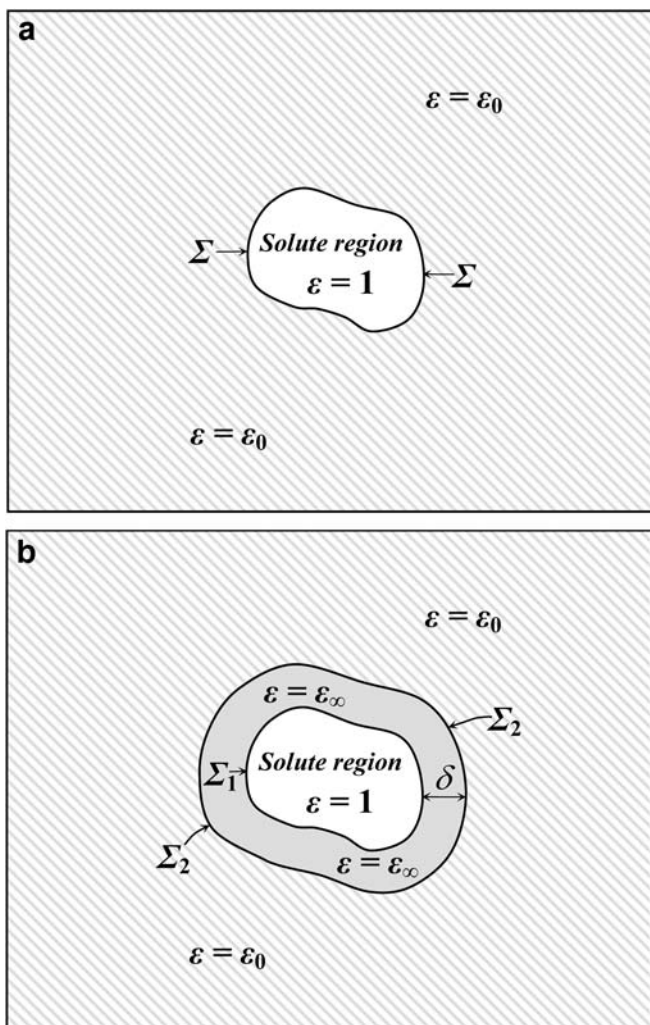 a
ε = ε₀
Solute region
Σ
ε = 1
Σ
ε = ε₀
b
ε = ε₀
ε = ε∞
Σ₂
Solute region
Σ₁
ε = 1
δ
Σ₂
ε = ε∞
ε = ε₀